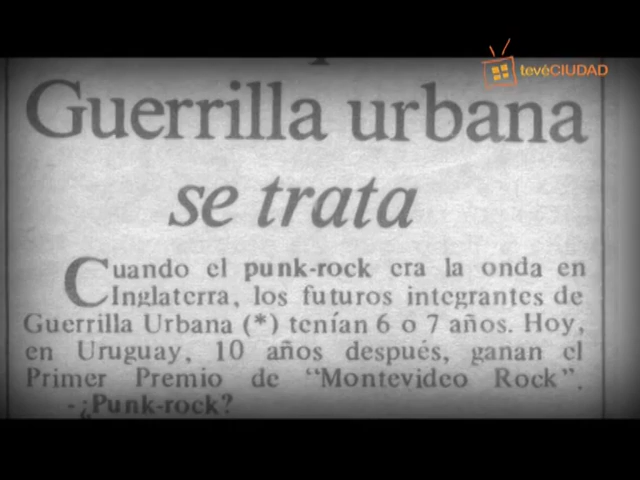 tevéCIUDAD
Guerrilla urbana
se trata
Cuando el punk-rock era la onda en
Inglaterra, los futuros integrantes de
Guerrilla Urbana (*) tenían 6 o 7 años. Hoy,
en Uruguay, 10 años después, ganan el
Primer Premio de "Montevideo Rock".
-¿Punk-rock?